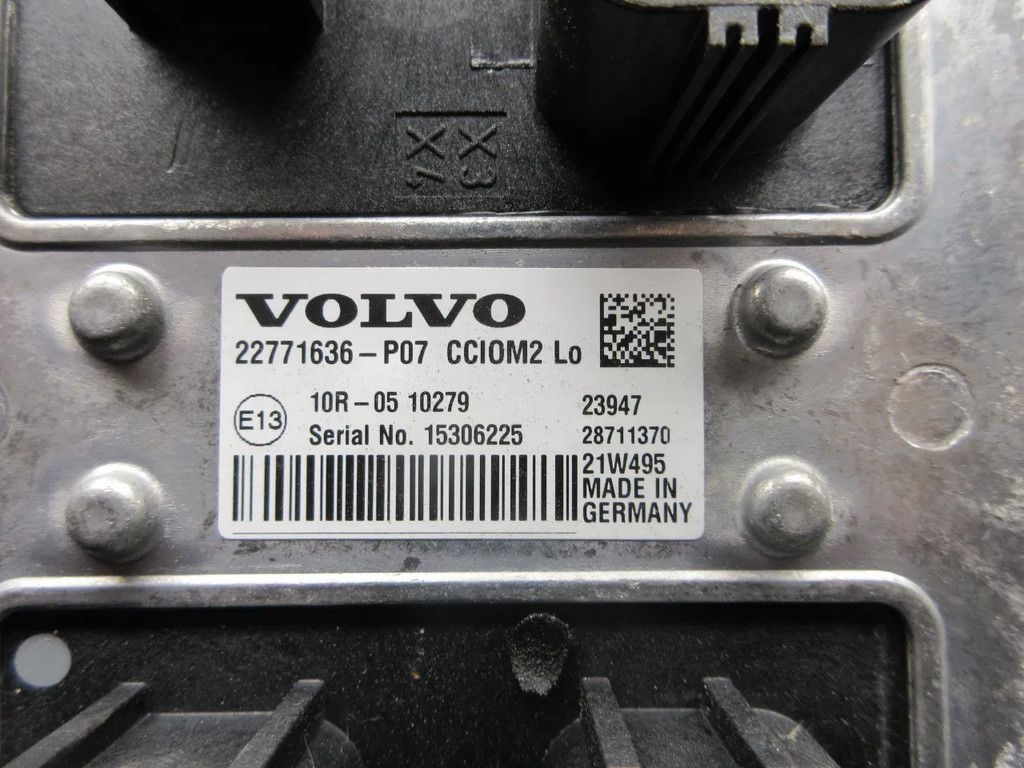 X3
X4
VOLVO
22771636-P07 CCIOM2 Lo
E13
10R-05 10279
23947
Serial No. 15306225
28711370
21W495
MADE IN
GERMANY